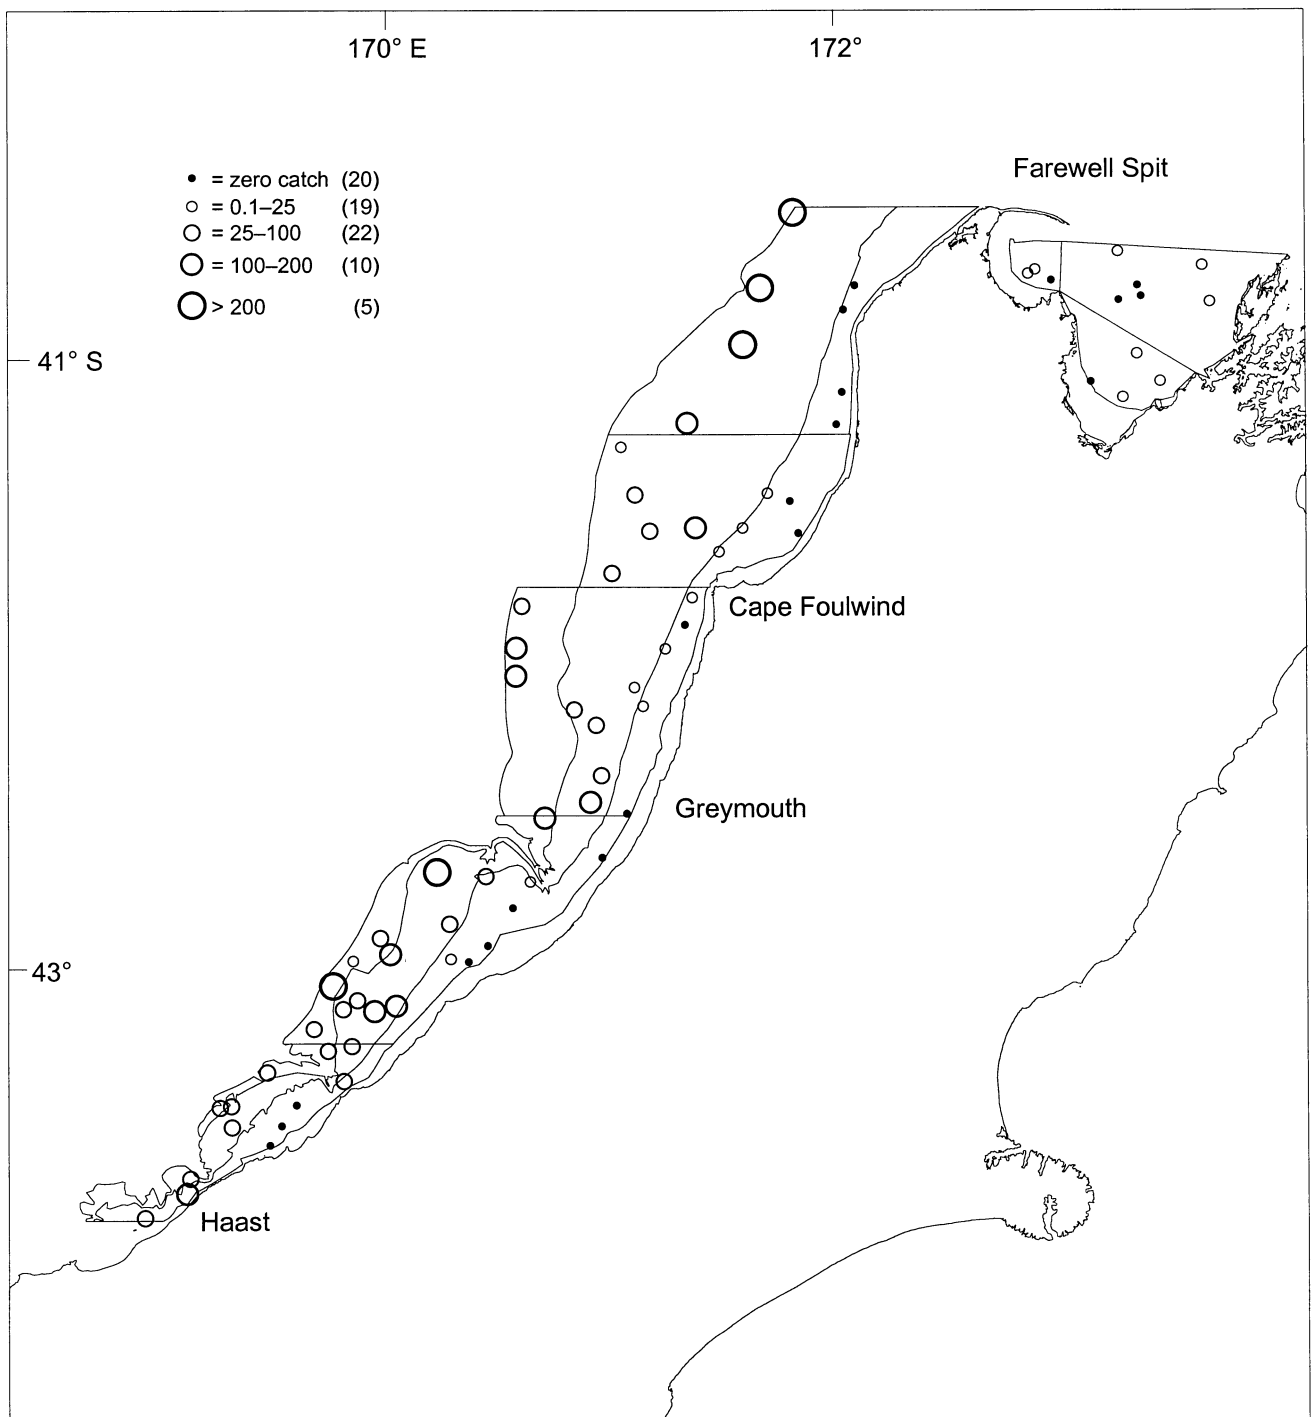 170° E
172°
Farewell Spit
= zero catch (20)
= 0.1–25 (19)
= 25–100 (22)
= 100–200 (10)
> 200 (5)
41° S
Cape Foulwind
Greymouth
43°
Haast